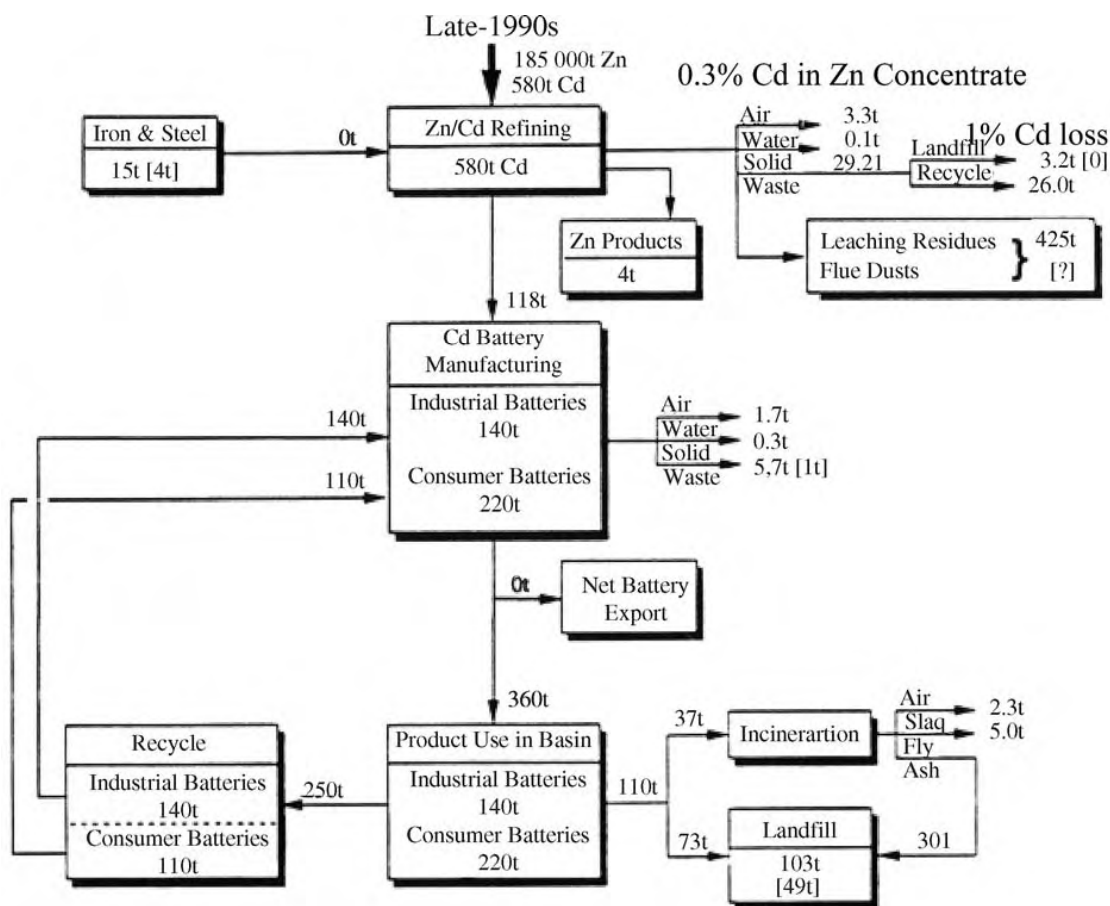 Late-1990s
185 000t Zn
580t Cd
0.3% Cd in Zn Concentrate
Iron & Steel
15t [4t]
0t
Zn/Cd Refining
580t Cd
Air
3.3t
Water
0.1t
Solid
Waste
29.21
1% Cd loss
Landfill
3.2t [0]
Recycle
26.0t
Zn Products
4t
Leaching Residues
Flue Dusts
}
425t
[?]
118t
Cd Battery
Manufacturing
Industrial Batteries
140t
Consumer Batteries
220t
140t
110t
Air
1.7t
Water
0.3t
Solid
Waste
5,7t [1t]
0t
Net Battery
Export
360t
Recycle
Industrial Batteries
140t
Consumer Batteries
110t
250t
Product Use in Basin
Industrial Batteries
140t
Consumer Batteries
220t
110t
37t
73t
Incinerartion
Air
2.3t
Slaq
5.0t
Fly
Ash
Landfill
103t
[49t]
301